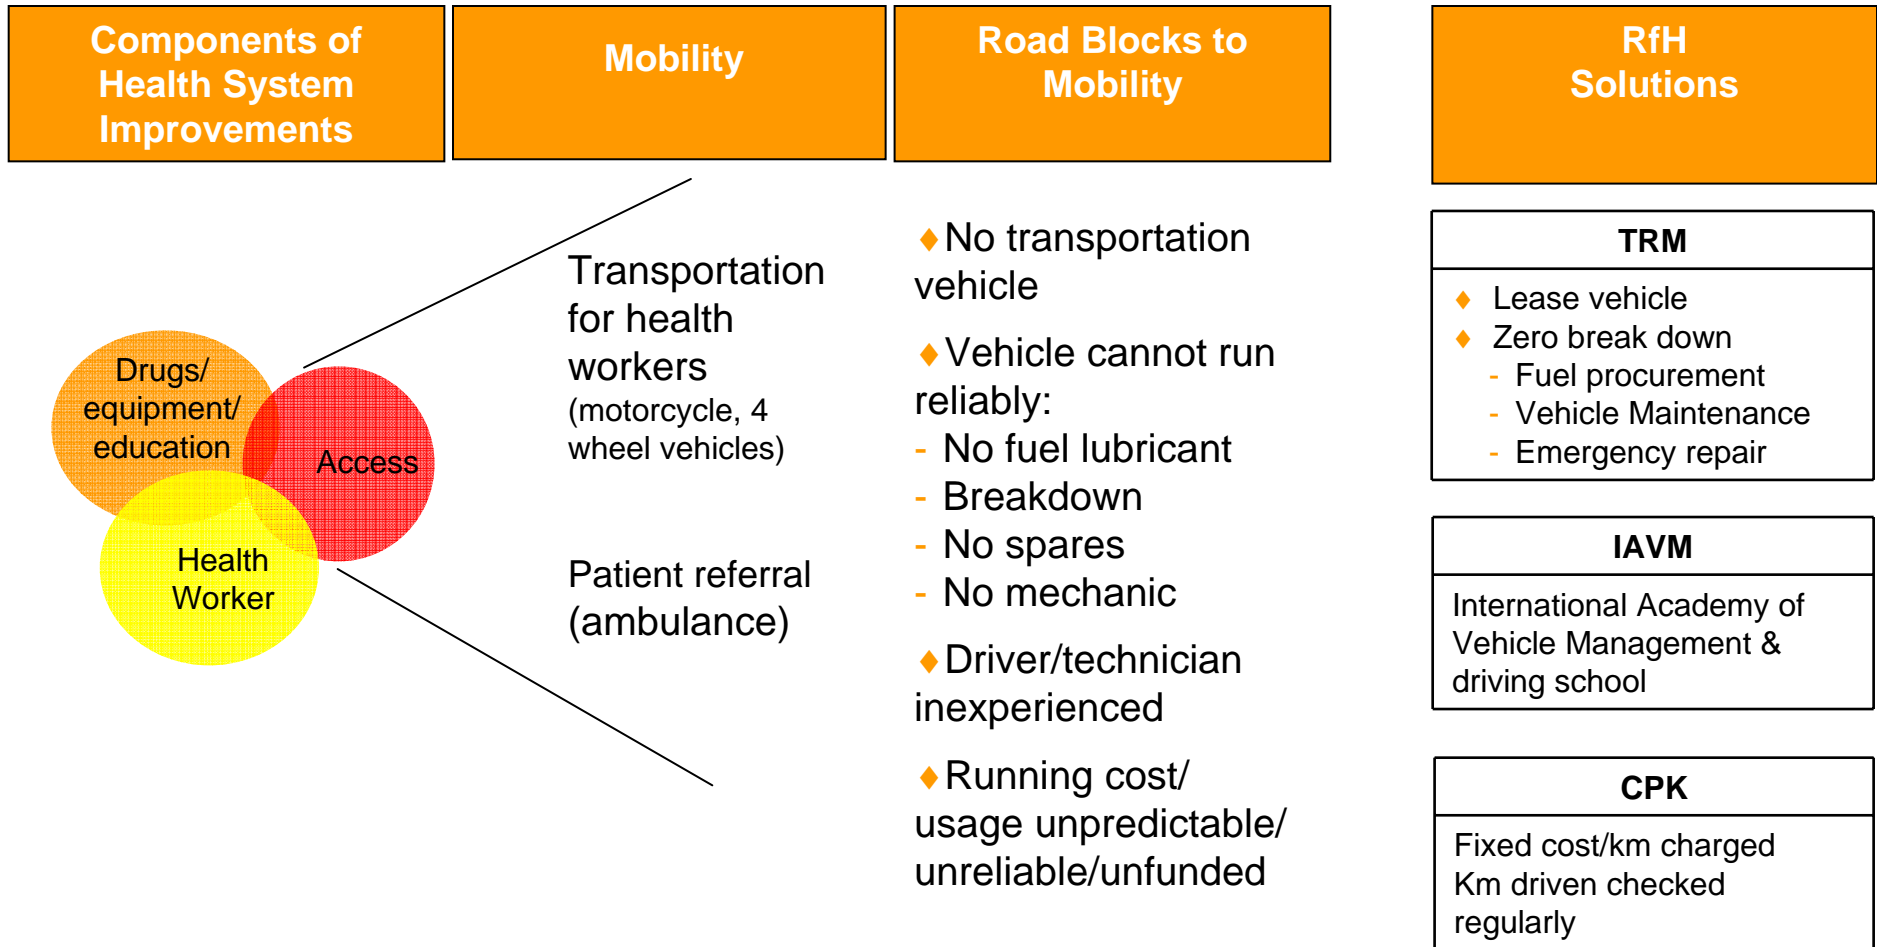 Components of
Health System
Improvements
Mobility
Road Blocks to
Mobility
RfH
Solutions
Drugs/
equipment/
education
Access
Health
Worker
Transportation
for health
workers
(motorcycle, 4
wheel vehicles)
Patient referral
(ambulance)
♦No transportation
vehicle
♦Vehicle cannot run
reliably:
- No fuel lubricant
- Breakdown
- No spares
- No mechanic
♦Driver/technician
inexperienced
♦Running cost/
usage unpredictable/
unreliable/unfunded
TRM
♦ Lease vehicle
♦ Zero break down
- Fuel procurement
- Vehicle Maintenance
- Emergency repair
IAVM
International Academy of
Vehicle Management &
driving school
CPK
Fixed cost/km charged
Km driven checked
regularly